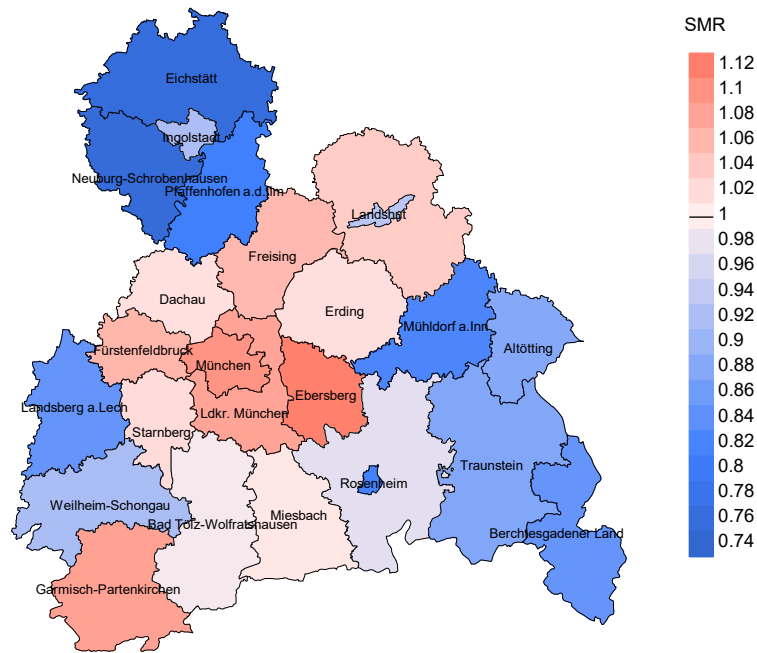 SMR
1.12
1.1
1.08
1.06
1.04
1.02
1
0.98
0.96
0.94
0.92
0.9
0.88
0.86
0.84
0.82
0.8
0.78
0.76
0.74
Eichstätt
Ingolstadt
Neuburg-Schrobenhausen
Pfaffenhofen a.d.Ilm
Landshut
Freising
Dachau
Erding
Mühldorf a.Inn
Altötting
Fürstenfeldbruck
München
Ebersberg
Landsberg a.Lech
Ldkr. München
Starnberg
Traunstein
Rosenheim
Weilheim-Schongau
Miesbach
Bad Tölz-Wolfratshausen
Berchtesgadener Land
Garmisch-Partenkirchen